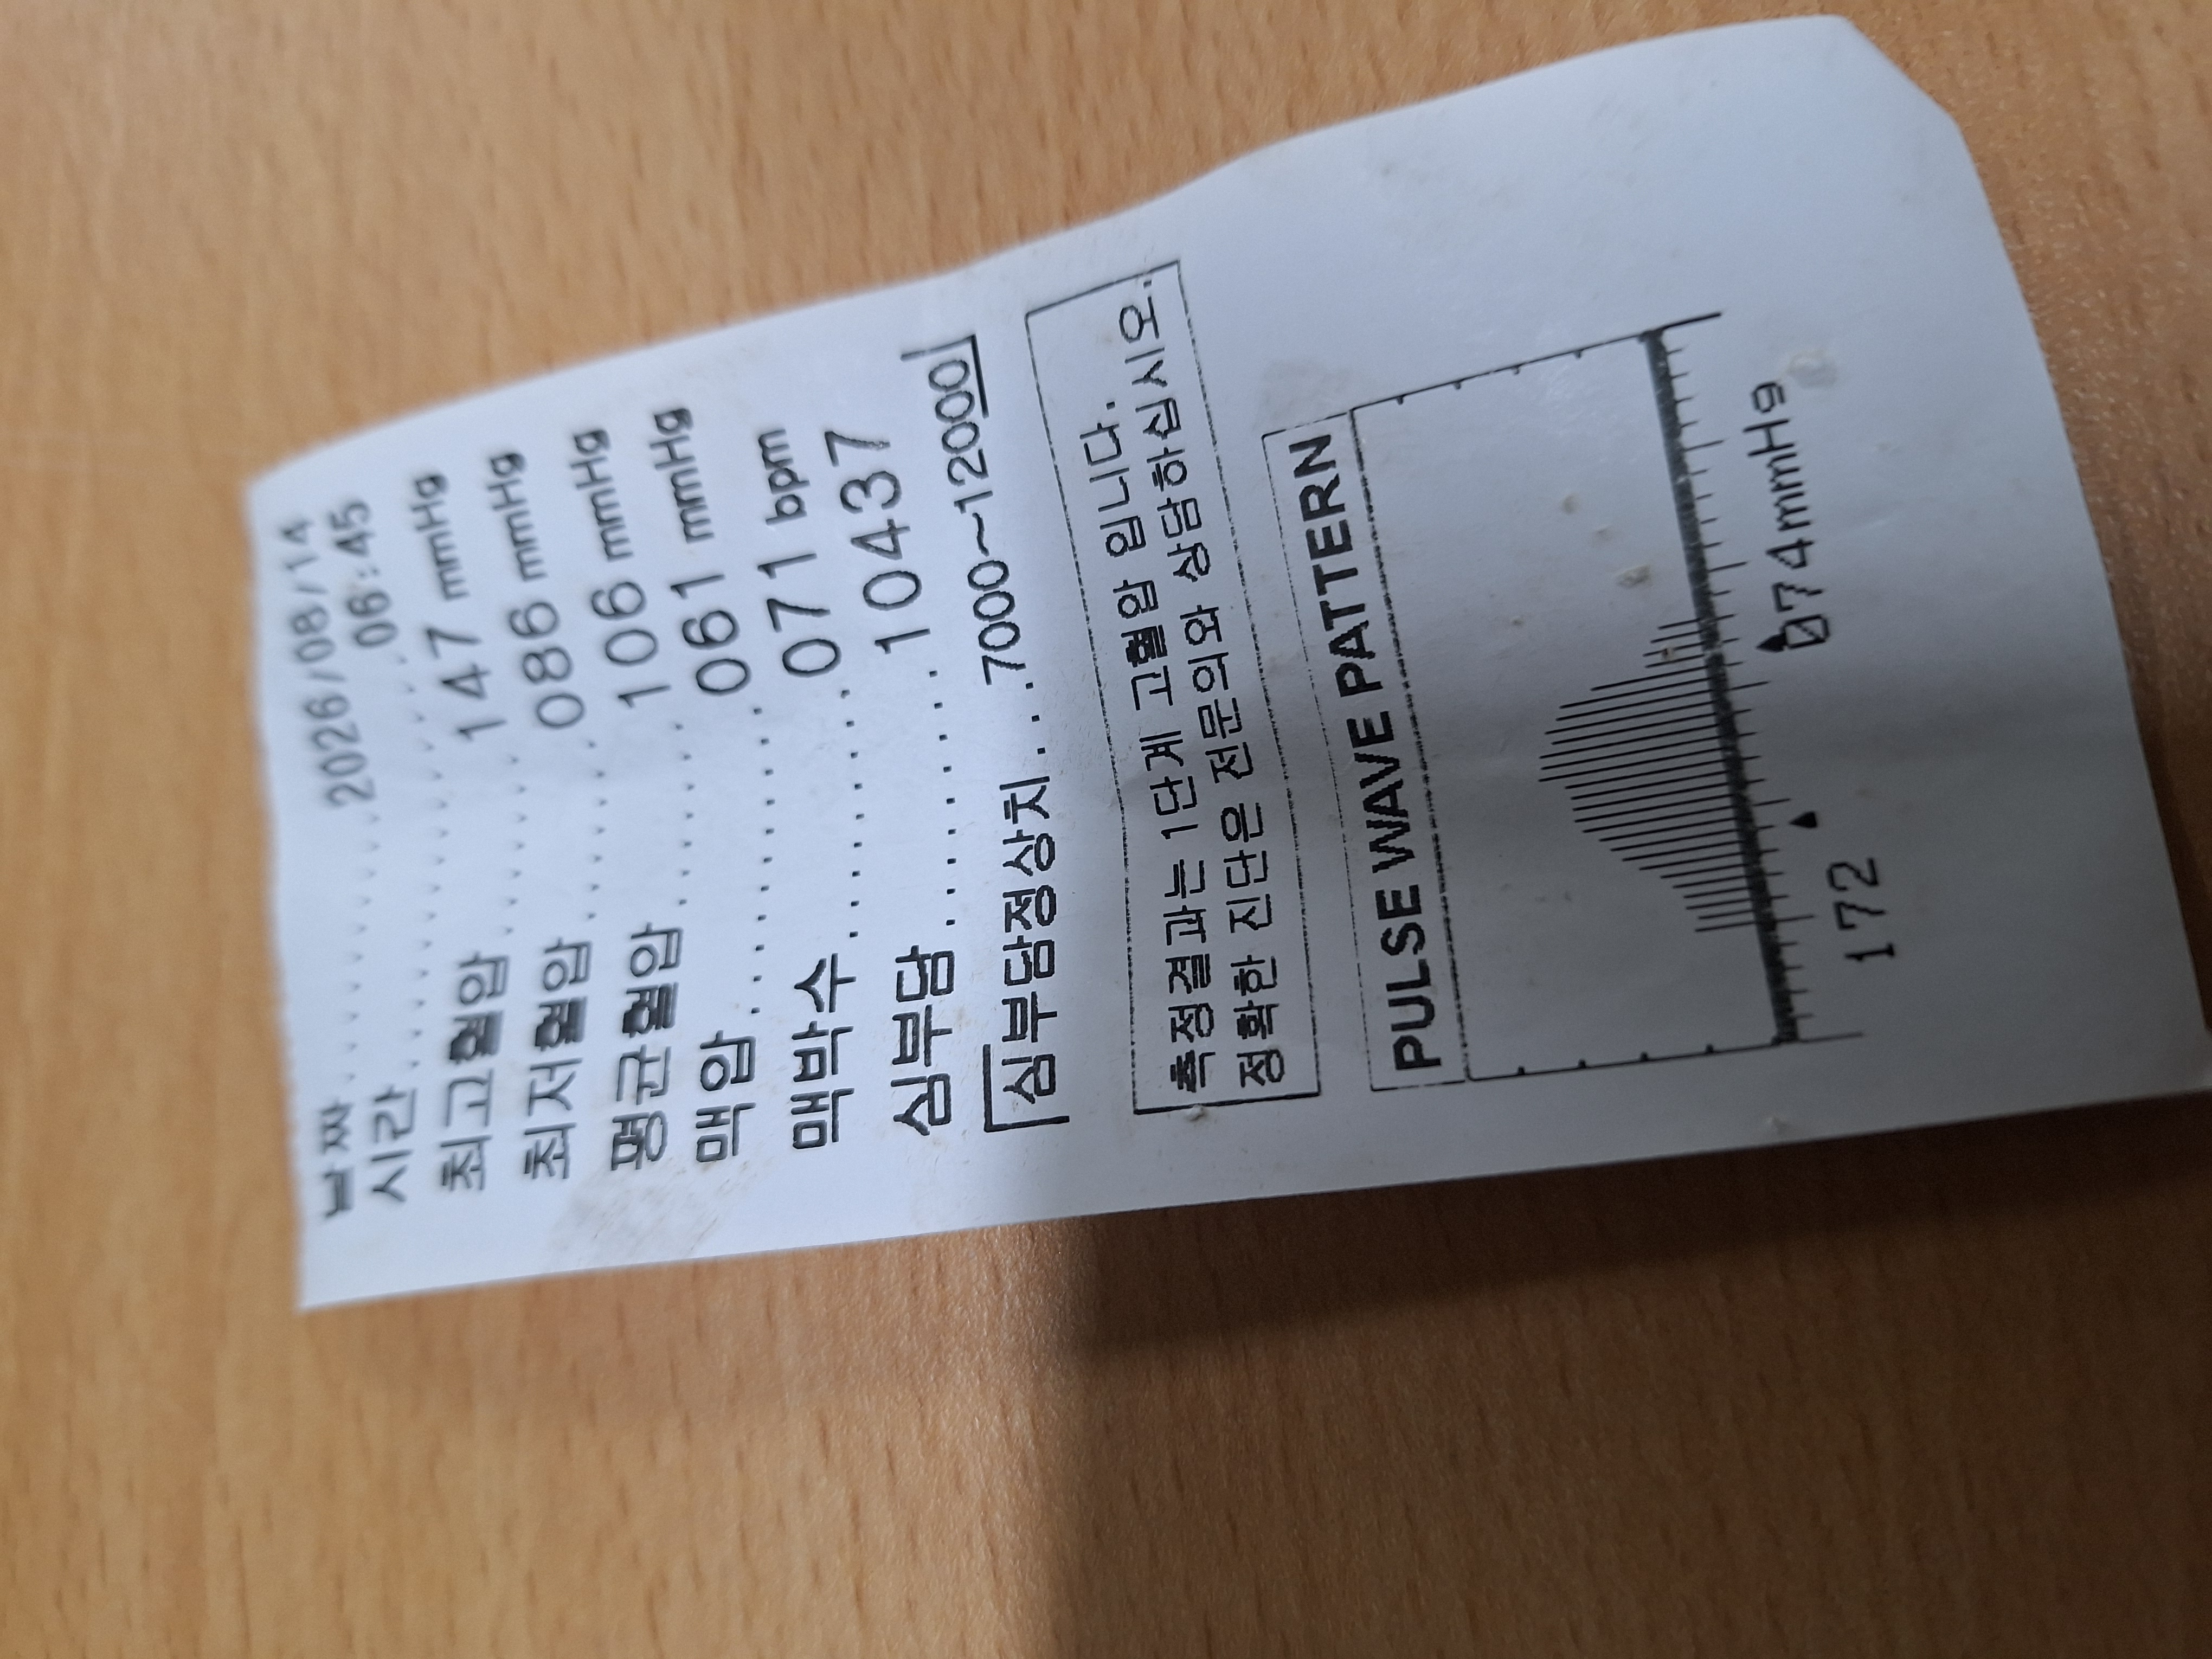 날짜..........2026/08/14
시간................06:45
최고혈압........147 mmHg
최저혈압........086 mmHg
평균혈압........106 mmHg
맥압............061 mmHg
맥박수..........071 bpm
심부담..........10437
심부담정상치...7000~12000
측정결과는 1단계 고혈압 입니다.
정확한 진단은 전문의와 상담하십시오.
PULSE WAVE PATTERN
172 074mmHg